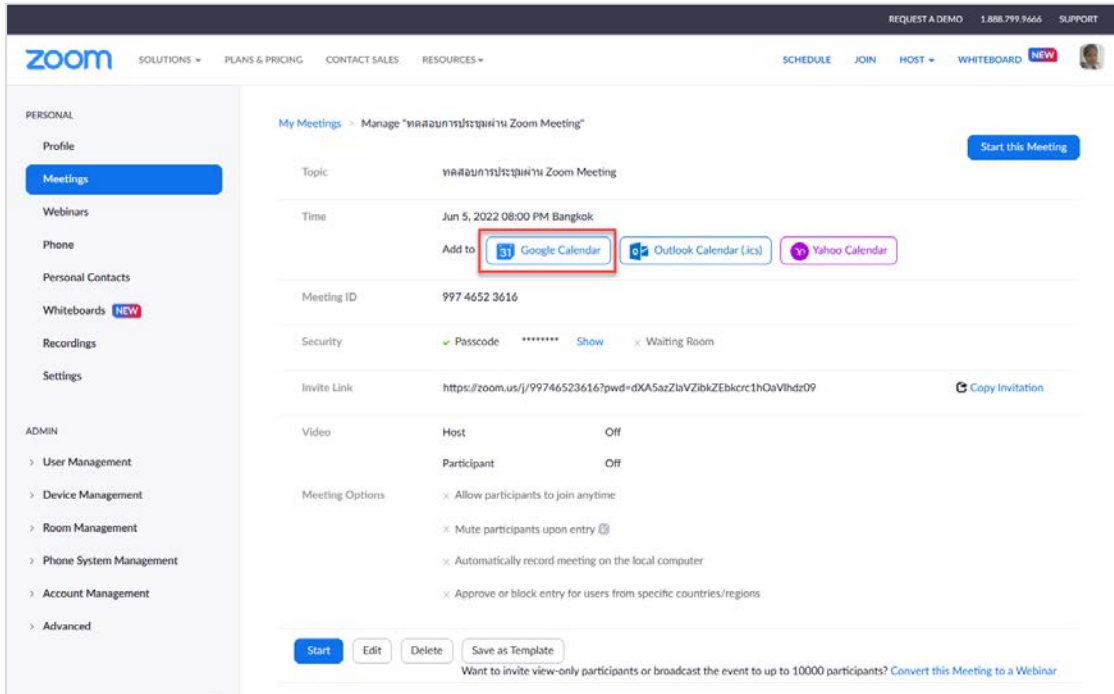 REQUEST A DEMO 1.888.799.9666 SUPPORT
zoom SOLUTIONS PLANS & PRICING CONTACT SALES RESOURCES SCHEDULE JOIN HOST WHITEBOARD NEW
PERSONAL
Profile
Meetings
Webinars
Phone
Personal Contacts
Whiteboards NEW
Recordings
Settings
ADMIN
User Management
Device Management
Room Management
Phone System Management
Account Management
Advanced
My Meetings > Manage "ทดสอบการประชุมผ่าน Zoom Meeting"
Start this Meeting
Topic ทดสอบการประชุมผ่าน Zoom Meeting
Time Jun 5, 2022 08:00 PM Bangkok
Add to 31 Google Calendar Outlook Calendar (.ics) Yahoo Calendar
Meeting ID 997 4652 3616
Security Passcode ******** Show Waiting Room
Invite Link https://zoom.us/j/99746523616?pwd=dXA5azZlaVZibkZEbkcrc1hOaVlhdz09 Copy Invitation
Video Host Off
Participant Off
Meeting Options Allow participants to join anytime
Mute participants upon entry
Automatically record meeting on the local computer
Approve or block entry for users from specific countries/regions
Start Edit Delete Save as Template
Want to invite view-only participants or broadcast the event to up to 10000 participants? Convert this Meeting to a Webinar